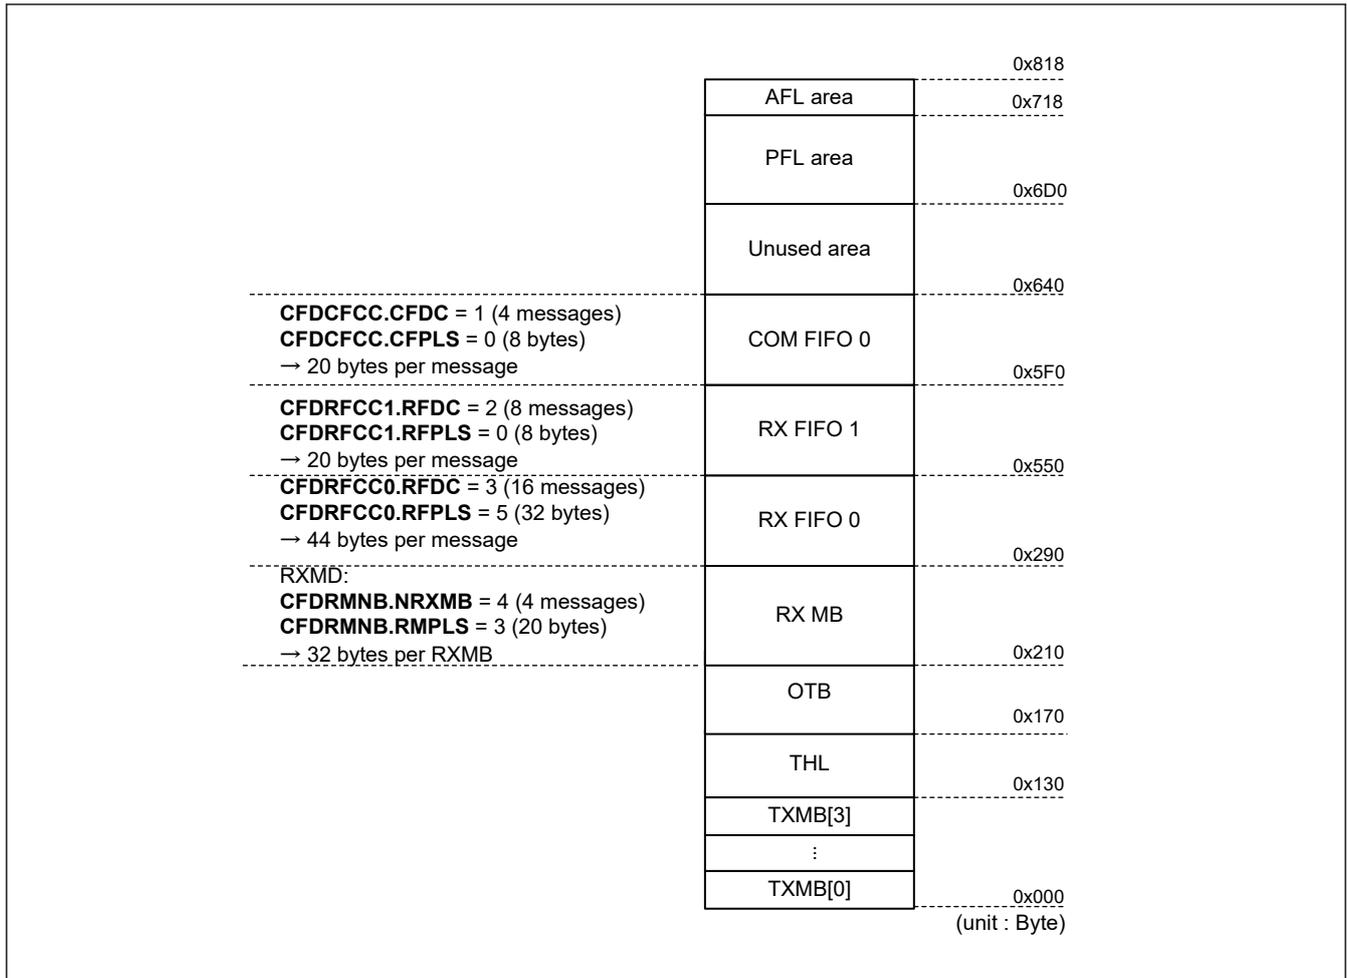 0x818
AFL area
0x718
PFL area
0x6D0
Unused area
0x640
CFDCFCC.CFDC = 1 (4 messages)
CFDCFCC.CFPLS = 0 (8 bytes)
→ 20 bytes per message
COM FIFO 0
0x5F0
CFDRFCC1.RFDC = 2 (8 messages)
CFDRFCC1.RFPLS = 0 (8 bytes)
→ 20 bytes per message
RX FIFO 1
0x550
CFDRFCC0.RFDC = 3 (16 messages)
CFDRFCC0.RFPLS = 5 (32 bytes)
→ 44 bytes per message
RX FIFO 0
0x290
RXMD:
CFDRMNB.NRXMB = 4 (4 messages)
CFDRMNB.RMPLS = 3 (20 bytes)
→ 32 bytes per RXMB
RX MB
0x210
OTB
0x170
THL
0x130
TXMB[3]
⋮
TXMB[0]
0x000
(unit : Byte)